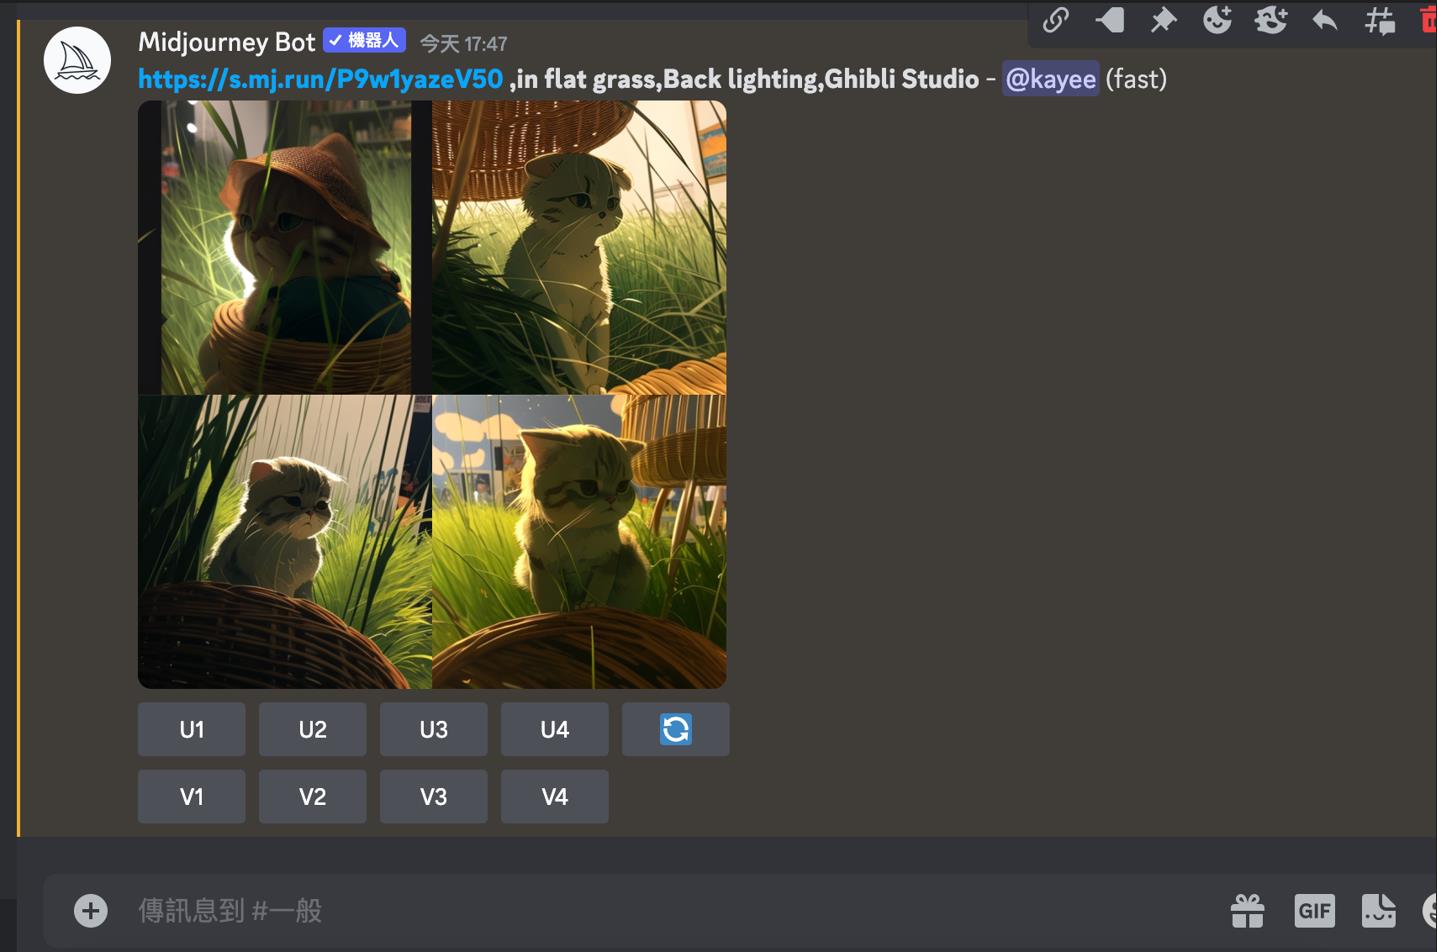 Midjourney Bot ✓ 機器人 今天 17:47
https://s.mj.run/P9w1yazeV50 ,in flat grass,Back lighting,Ghibli Studio - @kayee (fast)
U1 U2 U3 U4
V1 V2 V3 V4
傳訊息到 #一般
GIF